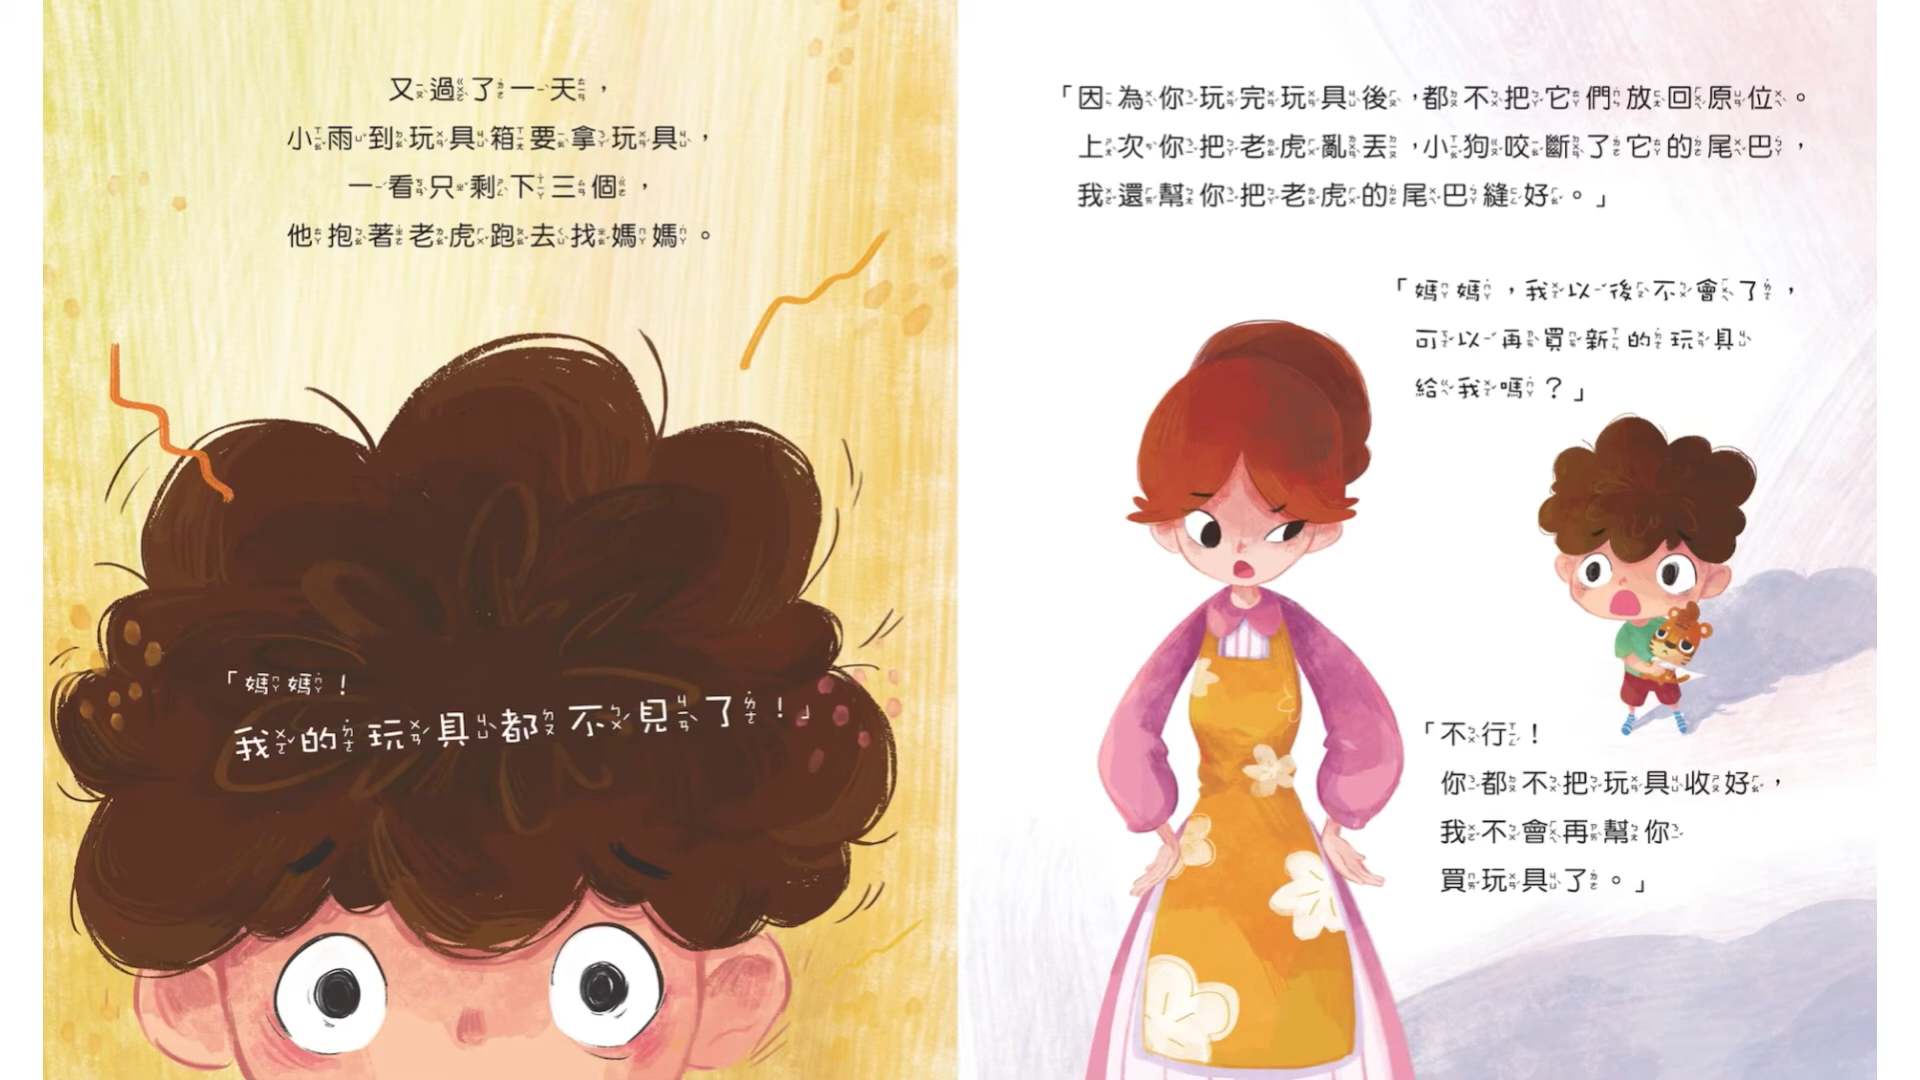 又過了一天，
小雨到玩具箱要拿玩具，
一看只剩下三個，
他抱著老虎跑去找媽媽。
「媽媽！
我的玩具都不見了！」
「因為你玩完玩具後，都不把它們放回原位。
上次你把老虎亂丟，小狗咬斷了它的尾巴，
我還幫你把老虎的尾巴縫好。」
「媽媽，我以後不會了，
可以再買新的玩具
給我嗎？」
「不行！
你都不把玩具收好，
我不會再幫你
買玩具了。」